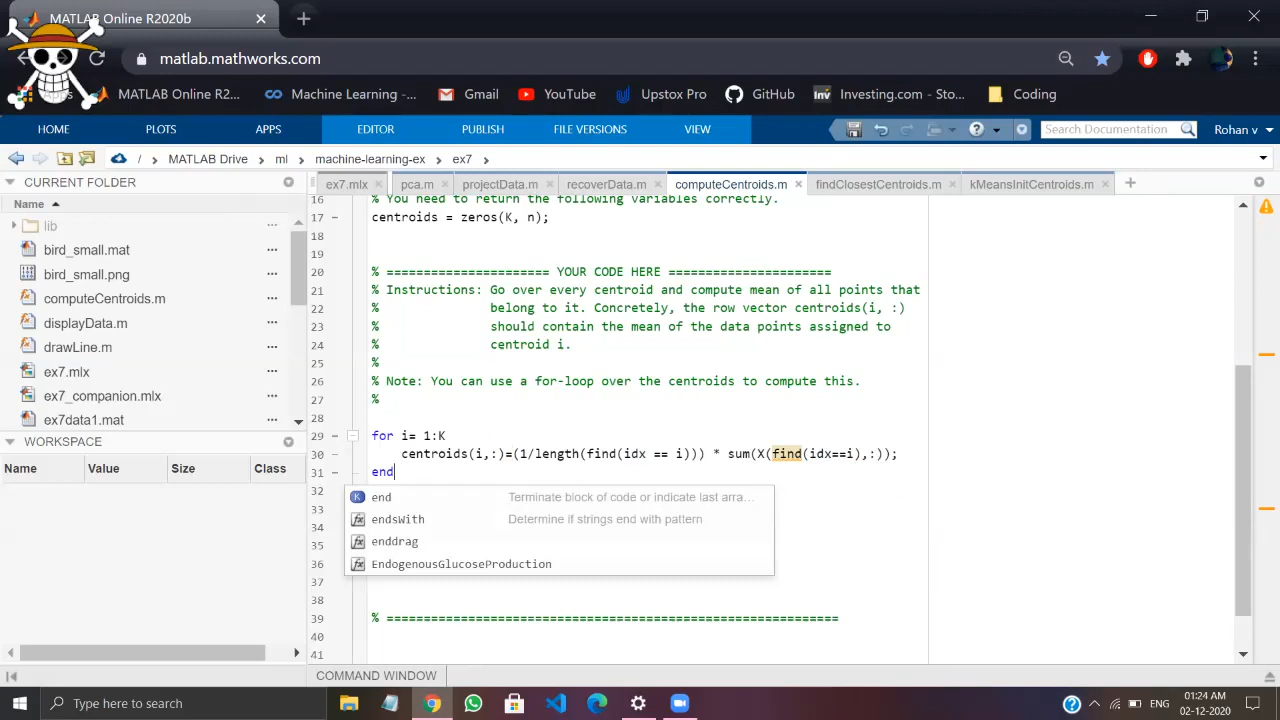 MATLAB Online R2020b
matlab.mathworks.com
Apps MATLAB Online R2... Machine Learning -... Gmail YouTube Upstox Pro GitHub Inv Investing.com - Sto... Coding
HOME PLOTS APPS EDITOR PUBLISH FILE VERSIONS VIEW Search Documentation Rohan v
/ MATLAB Drive ml machine-learning-ex ex7
CURRENT FOLDER
ex7.mlx pca.m projectData.m recoverData.m computeCentroids.m findClosestCentroids.m kMeansInitCentroids.m
Name
lib
bird_small.mat
bird_small.png
computeCentroids.m
displayData.m
drawLine.m
ex7.mlx
ex7_companion.mlx
ex7data1.mat
WORKSPACE
Name Value Size Class
16 % You need to return the following variables correctly.
17 centroids = zeros(K, n);
18
19
20 % ====================== YOUR CODE HERE ======================
21 % Instructions: Go over every centroid and compute mean of all points that
22 % belong to it. Concretely, the row vector centroids(i, :)
23 % should contain the mean of the data points assigned to
24 % centroid i.
25 %
26 % Note: You can use a for-loop over the centroids to compute this.
27 %
28
29 for i= 1:K
30 centroids(i,:)=(1/length(find(idx == i))) * sum(X(find(idx==i),:));
31 end
32
33
34
35
36
37
38
39 % =============================================================
40
41
end Terminate block of code or indicate last arra...
endsWith Determine if strings end with pattern
enddrag
EndogenousGlucoseProduction
COMMAND WINDOW
Type here to search
ENG
01:24 AM
02-12-2020